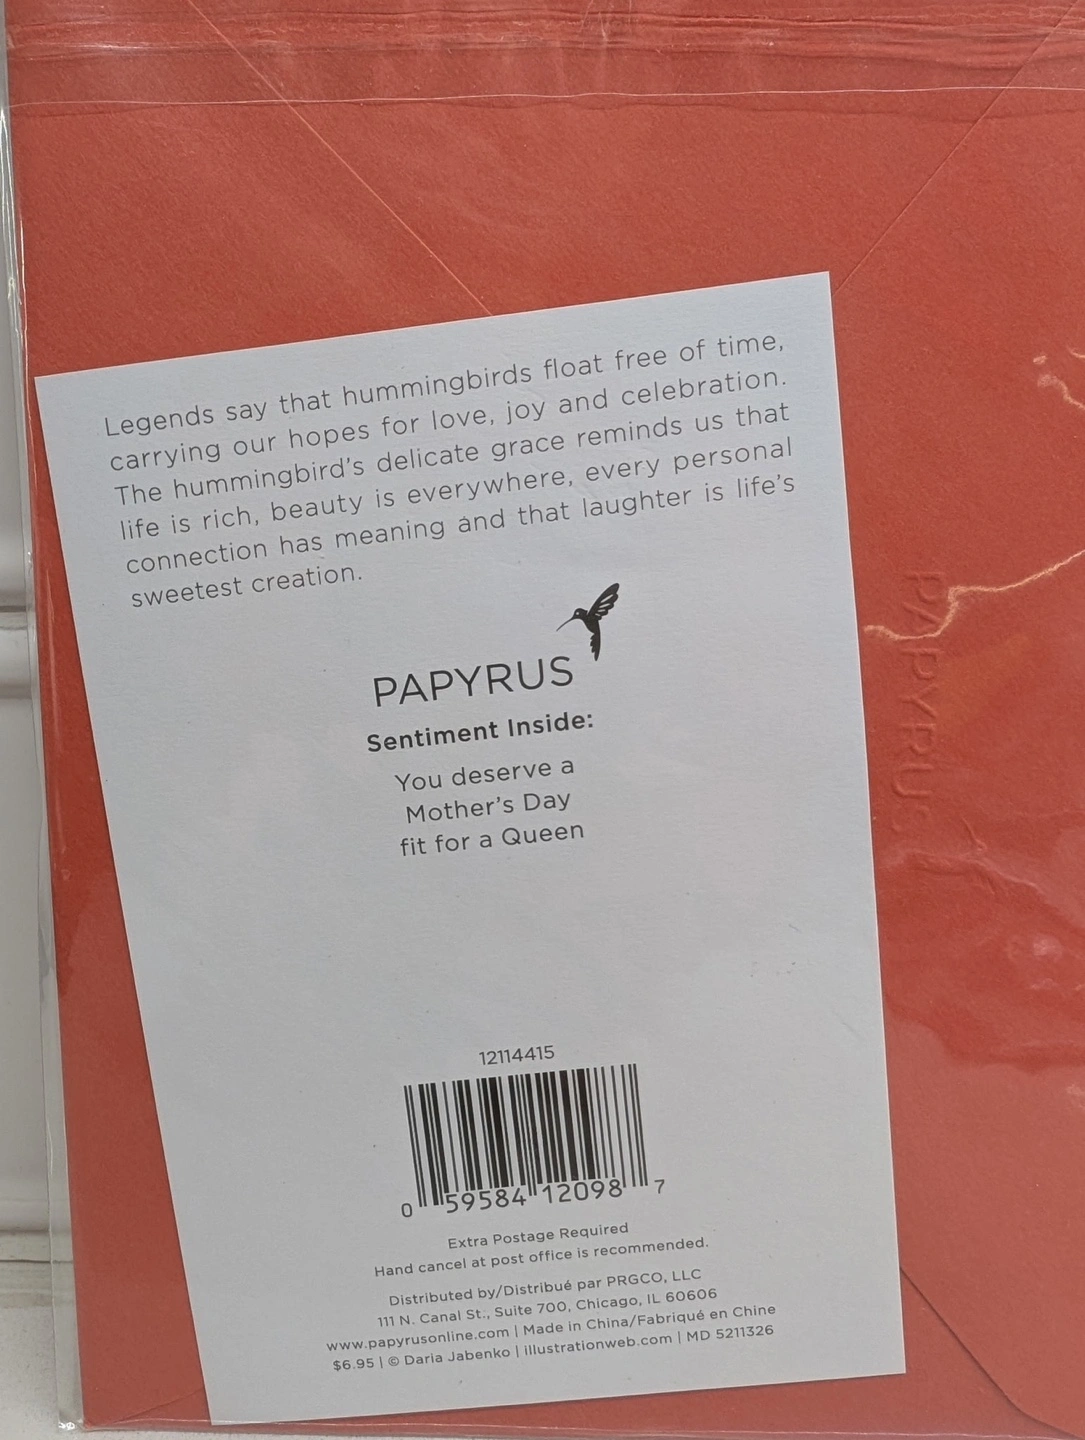 Legends say that hummingbirds float free of time,
carrying our hopes for love, joy and celebration.
The hummingbird's delicate grace reminds us that
life is rich, beauty is everywhere, every personal
connection has meaning and that laughter is life's
sweetest creation.
PAPYRUS
Sentiment Inside:
You deserve a
Mother's Day
fit for a Queen
12114415
0 59584 12098 7
Extra Postage Required
Hand cancel at post office is recommended.
Distributed by/Distribué par PRGCO, LLC
111 N. Canal St., Suite 700, Chicago, IL 60606
www.papyrusonline.com | Made in China/Fabriqué en Chine
$6.95 | © Daria Jabenko | illustrationweb.com | MD 5211326
PAPYRUS